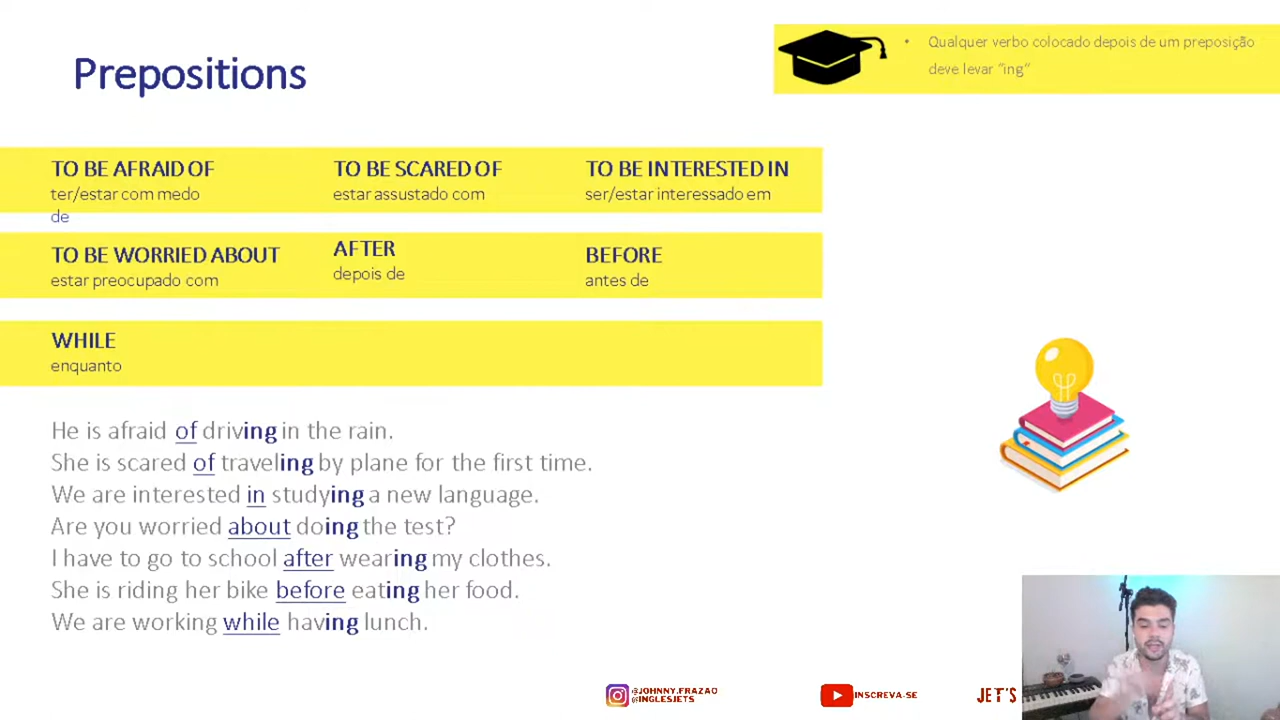 Prepositions
• Qualquer verbo colocado depois de um preposição
deve levar “ing”
TO BE AFRAID OF
ter/estar com medo
de
TO BE SCARED OF
estar assustado com
TO BE INTERESTED IN
ser/estar interessado em
TO BE WORRIED ABOUT
estar preocupado com
AFTER
depois de
BEFORE
antes de
WHILE
enquanto
He is afraid of driving in the rain.
She is scared of traveling by plane for the first time.
We are interested in studying a new language.
Are you worried about doing the test?
I have to go to school after wearing my clothes.
She is riding her bike before eating her food.
We are working while having lunch.
@JOHNNY.FRAZAO
@INGLESJETS
INSCREVA-SE
JET'S